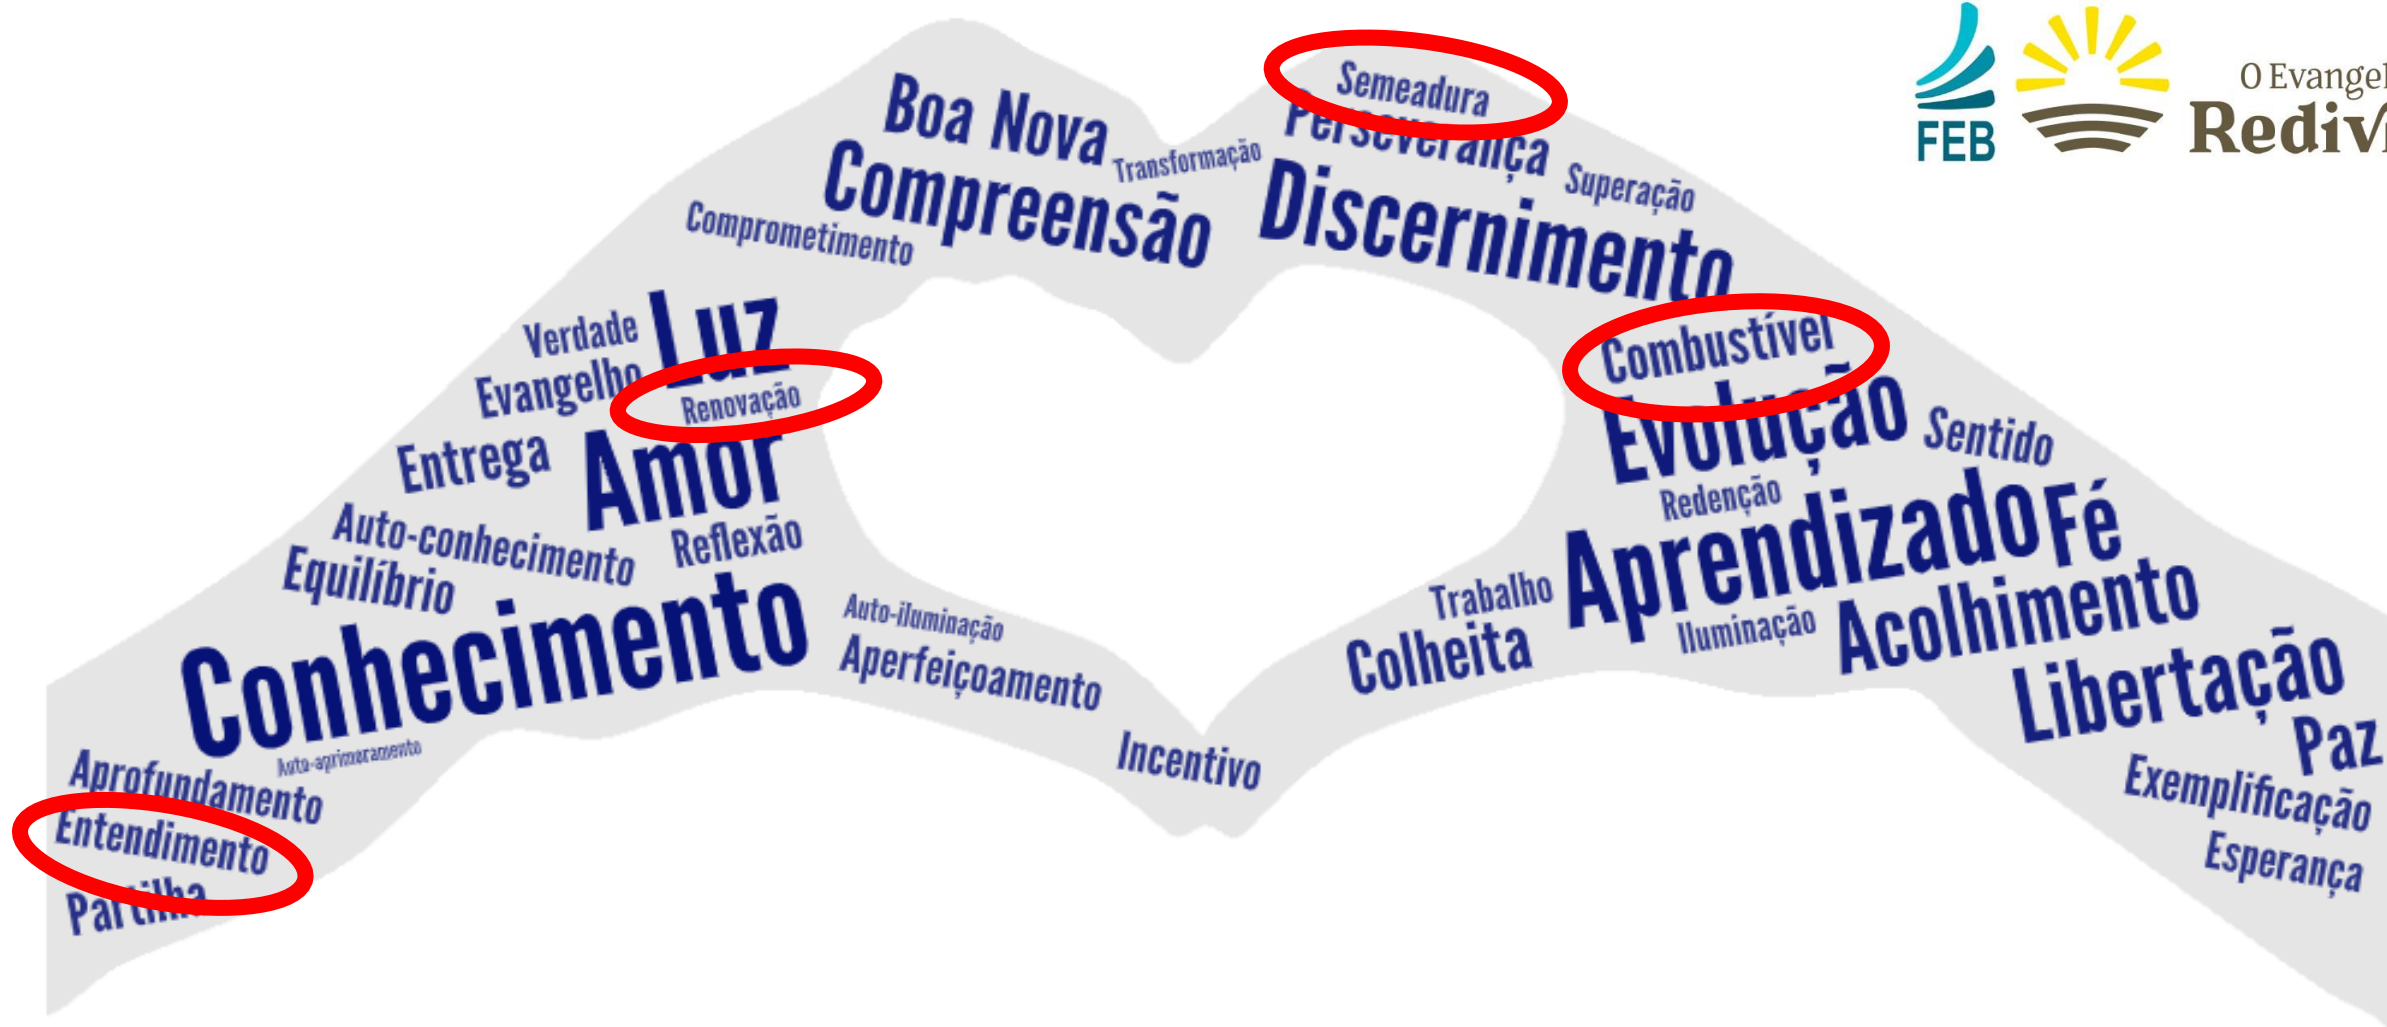 FEB
O Evangel
Rediv
Semeadura
Perseverança
Boa Nova
Transformação
Superação
Compreensão
Discernimento
Comprometimento
Verdade
Luz
Combustível
Evangelho
Renovação
Evolução
Sentido
Entrega
Amor
Redenção
Auto-conhecimento
Reflexão
Aprendizado
Fé
Equilíbrio
Trabalho
Iluminação
Acolhimento
Conhecimento
Auto-iluminação
Colheita
Aperfeiçoamento
Libertação
Auto-aprimoramento
Incentivo
Paz
Aprofundamento
Exemplificação
Entendimento
Esperança
Partilha